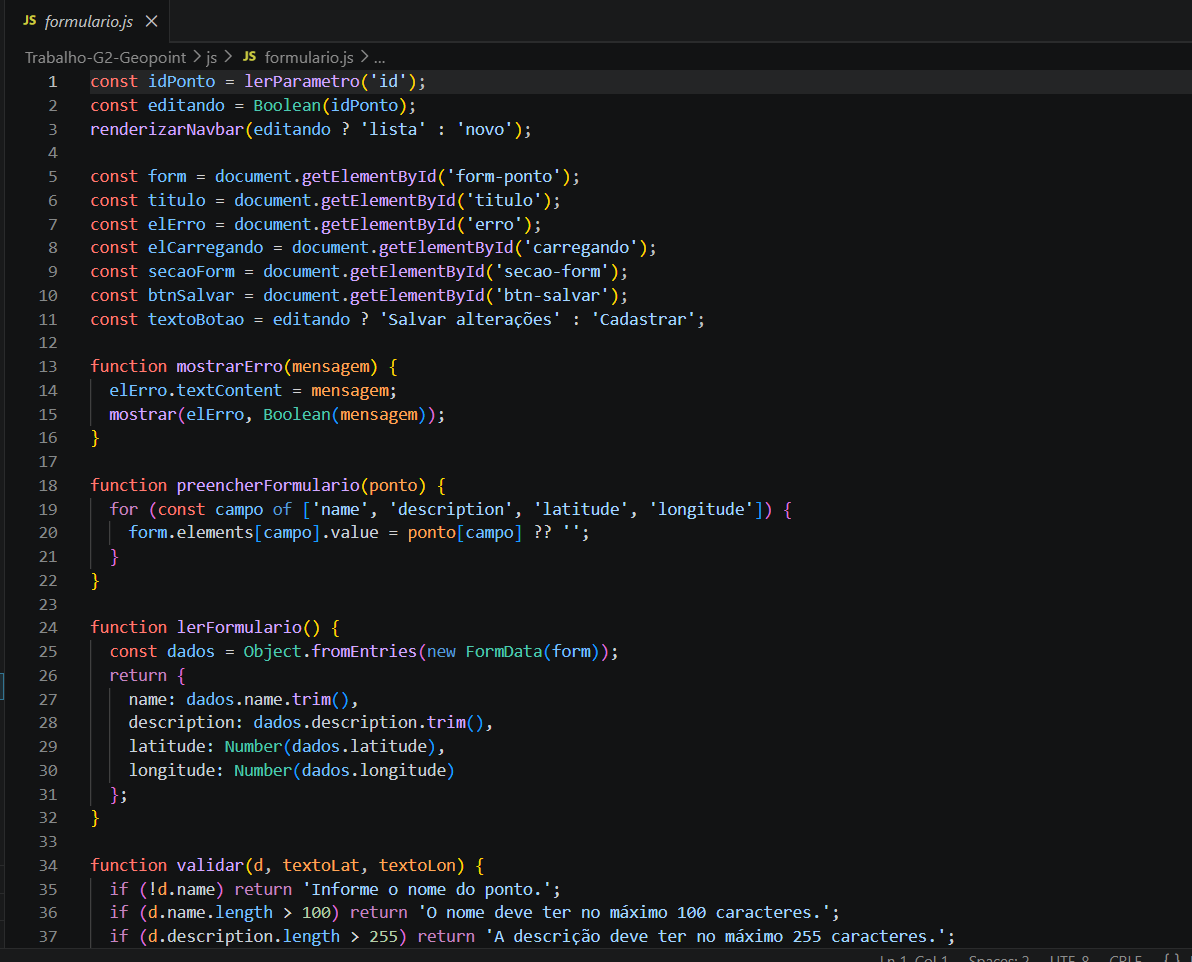 JS formulario.js ×
Trabalho-G2-Geopoint > js > JS formulario.js > ...
1 const idPonto = lerParametro('id');
2 const editando = Boolean(idPonto);
3 renderizarNavbar(editando ? 'lista' : 'novo');
4
5 const form = document.getElementById('form-ponto');
6 const titulo = document.getElementById('titulo');
7 const elErro = document.getElementById('erro');
8 const elCarregando = document.getElementById('carregando');
9 const secaoForm = document.getElementById('secao-form');
10 const btnSalvar = document.getElementById('btn-salvar');
11 const textoBotao = editando ? 'Salvar alterações' : 'Cadastrar';
12
13 function mostrarErro(mensagem) {
14 elErro.textContent = mensagem;
15 mostrar(elErro, Boolean(mensagem));
16 }
17
18 function preencherFormulario(ponto) {
19 for (const campo of ['name', 'description', 'latitude', 'longitude']) {
20 form.elements[campo].value = ponto[campo] ?? '';
21 }
22 }
23
24 function lerFormulario() {
25 const dados = Object.fromEntries(new FormData(form));
26 return {
27 name: dados.name.trim(),
28 description: dados.description.trim(),
29 latitude: Number(dados.latitude),
30 longitude: Number(dados.longitude)
31 };
32 }
33
34 function validar(d, textoLat, textoLon) {
35 if (!d.name) return 'Informe o nome do ponto.';
36 if (d.name.length > 100) return 'O nome deve ter no máximo 100 caracteres.';
37 if (d.description.length > 255) return 'A descrição deve ter no máximo 255 caracteres.';
Ln 1, Col 1 Spaces: 2 UTF-8 CRLF { }